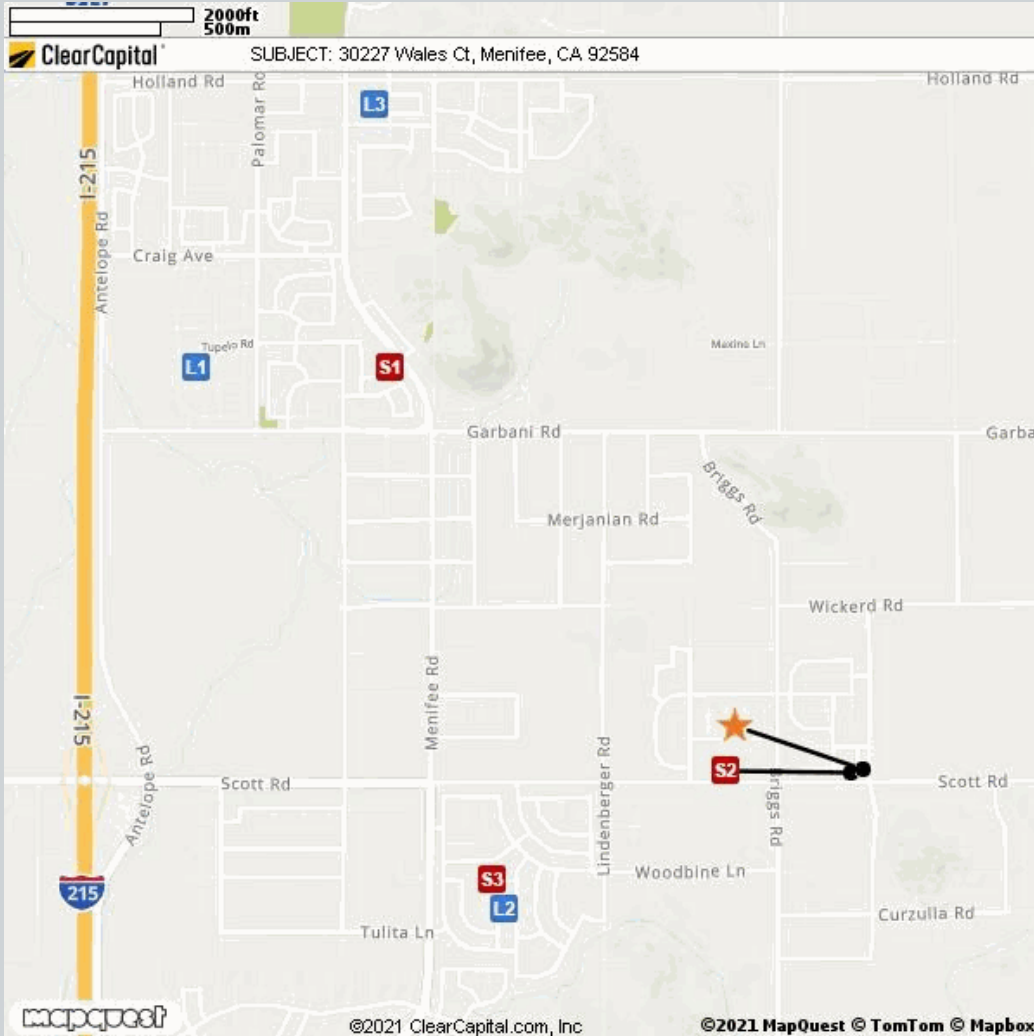 2000ft
500m
ClearCapital
SUBJECT: 30227 Wales Ct, Menifee, CA 92584
Holland Rd
Holland Rd
Palomar Rd
L3
I-215
Antelope Rd
Craig Ave
Tupelo Rd
Maxine Ln
L1
S1
Garbani Rd
Garba
Briggs Rd
Merjanian Rd
Wickerd Rd
Menifee Rd
I-215
Lindenberger Rd
Antelope Rd
S2
Briggs Rd
Scott Rd
Scott Rd
Woodbine Ln
S3
215
L2
Curzulla Rd
Tulita Ln
mapquest
©2021 ClearCapital.com, Inc
©2021 MapQuest © TomTom © Mapbox